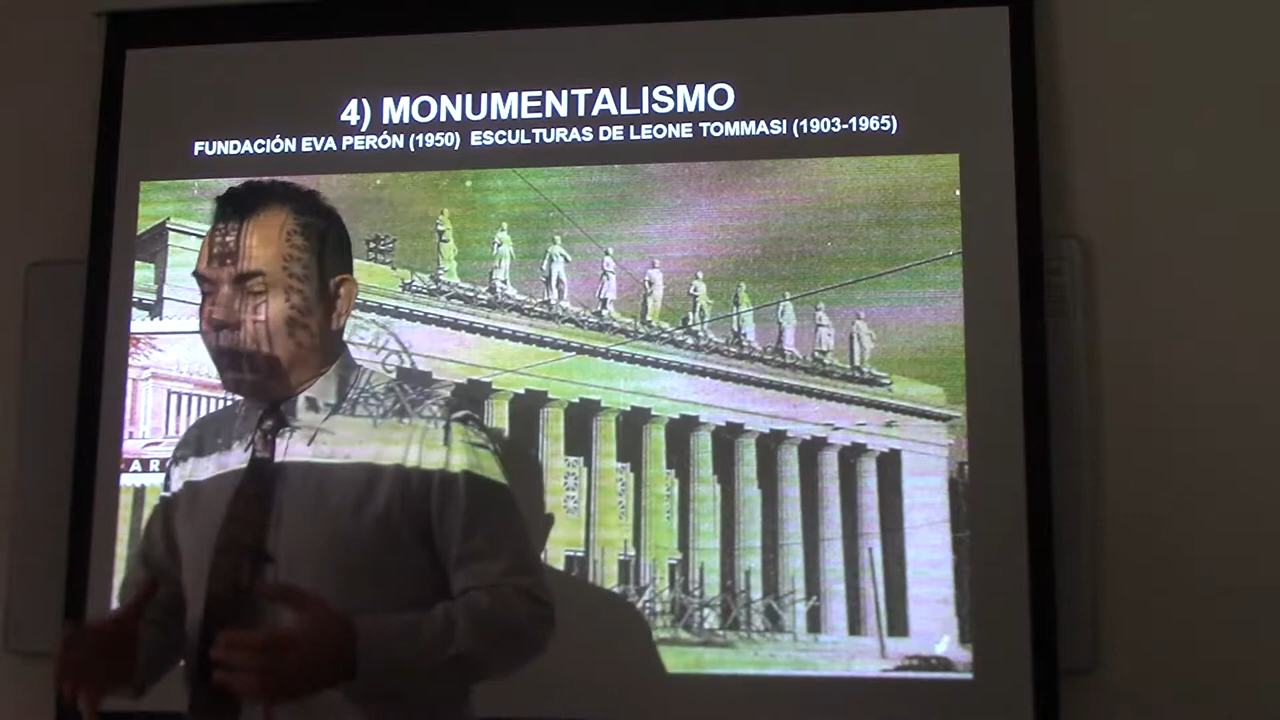 4) MONUMENTALISMO
FUNDACIÓN EVA PERÓN (1950) ESCULTURAS DE LEONE TOMMASI (1903-1965)